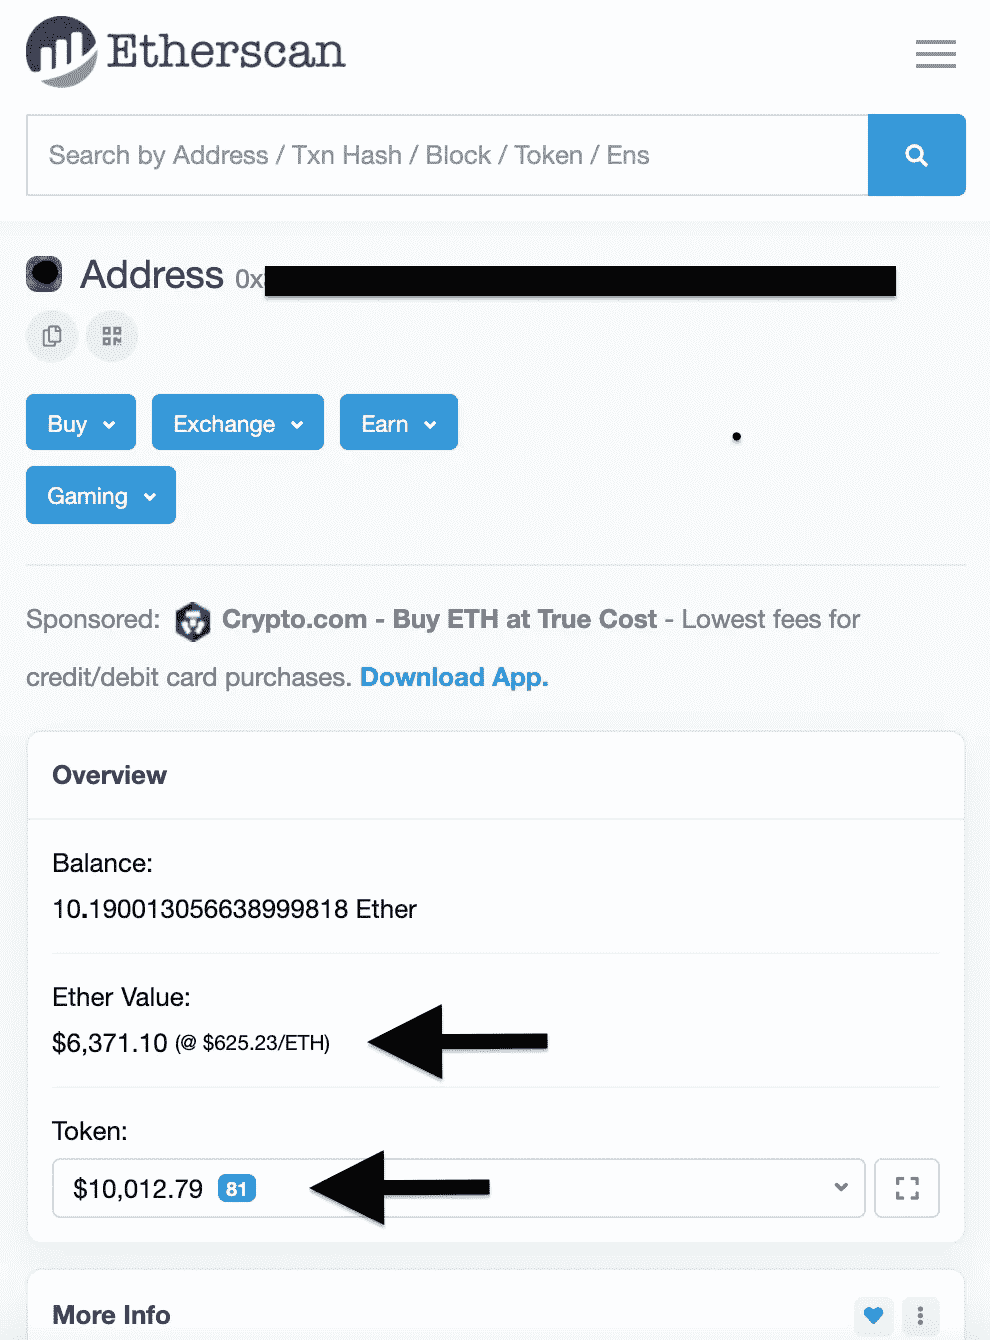 Etherscan
Search by Address / Txn Hash / Block / Token / Ens
Address 0x
Buy
Exchange
Earn
Gaming
Sponsored: Crypto.com - Buy ETH at True Cost - Lowest fees for
credit/debit card purchases. Download App.
Overview
Balance:
10.190013056638999818 Ether
Ether Value:
$6,371.10 (@ $625.23/ETH)
Token:
$10,012.79 81
More Info